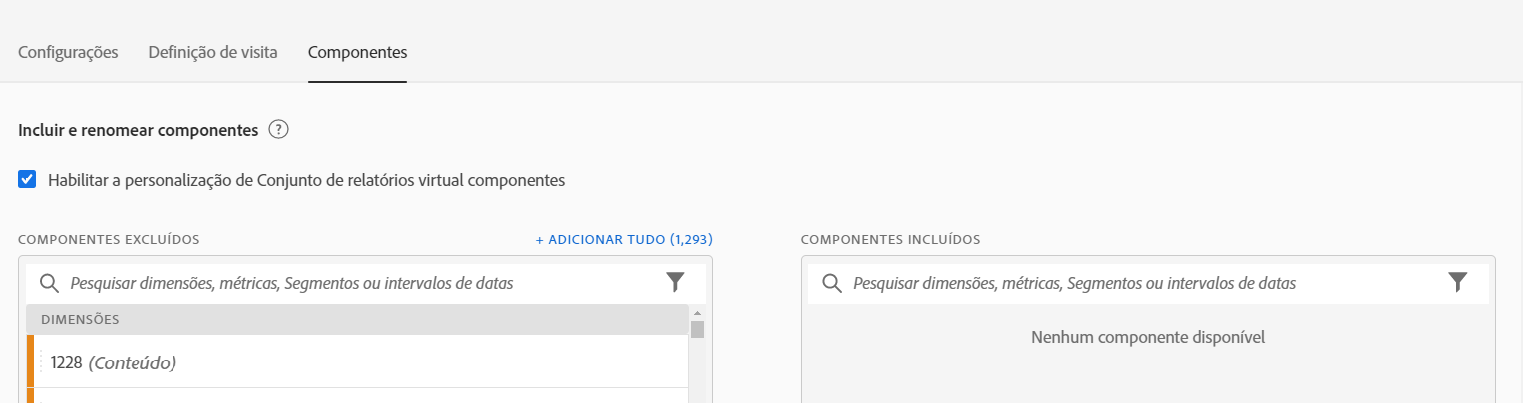 Configurações Definição de visita Componentes
Incluir e renomear componentes ?
Habilitar a personalização de Conjunto de relatórios virtual componentes
COMPONENTES EXCLUÍDOS + ADICIONAR TUDO (1,293) COMPONENTES INCLUÍDOS
Pesquisar dimensões, métricas, Segmentos ou intervalos de datas Pesquisar dimensões, métricas, Segmentos ou intervalos de datas
DIMENSÕES
Nenhum componente disponível
1228 (Conteúdo)